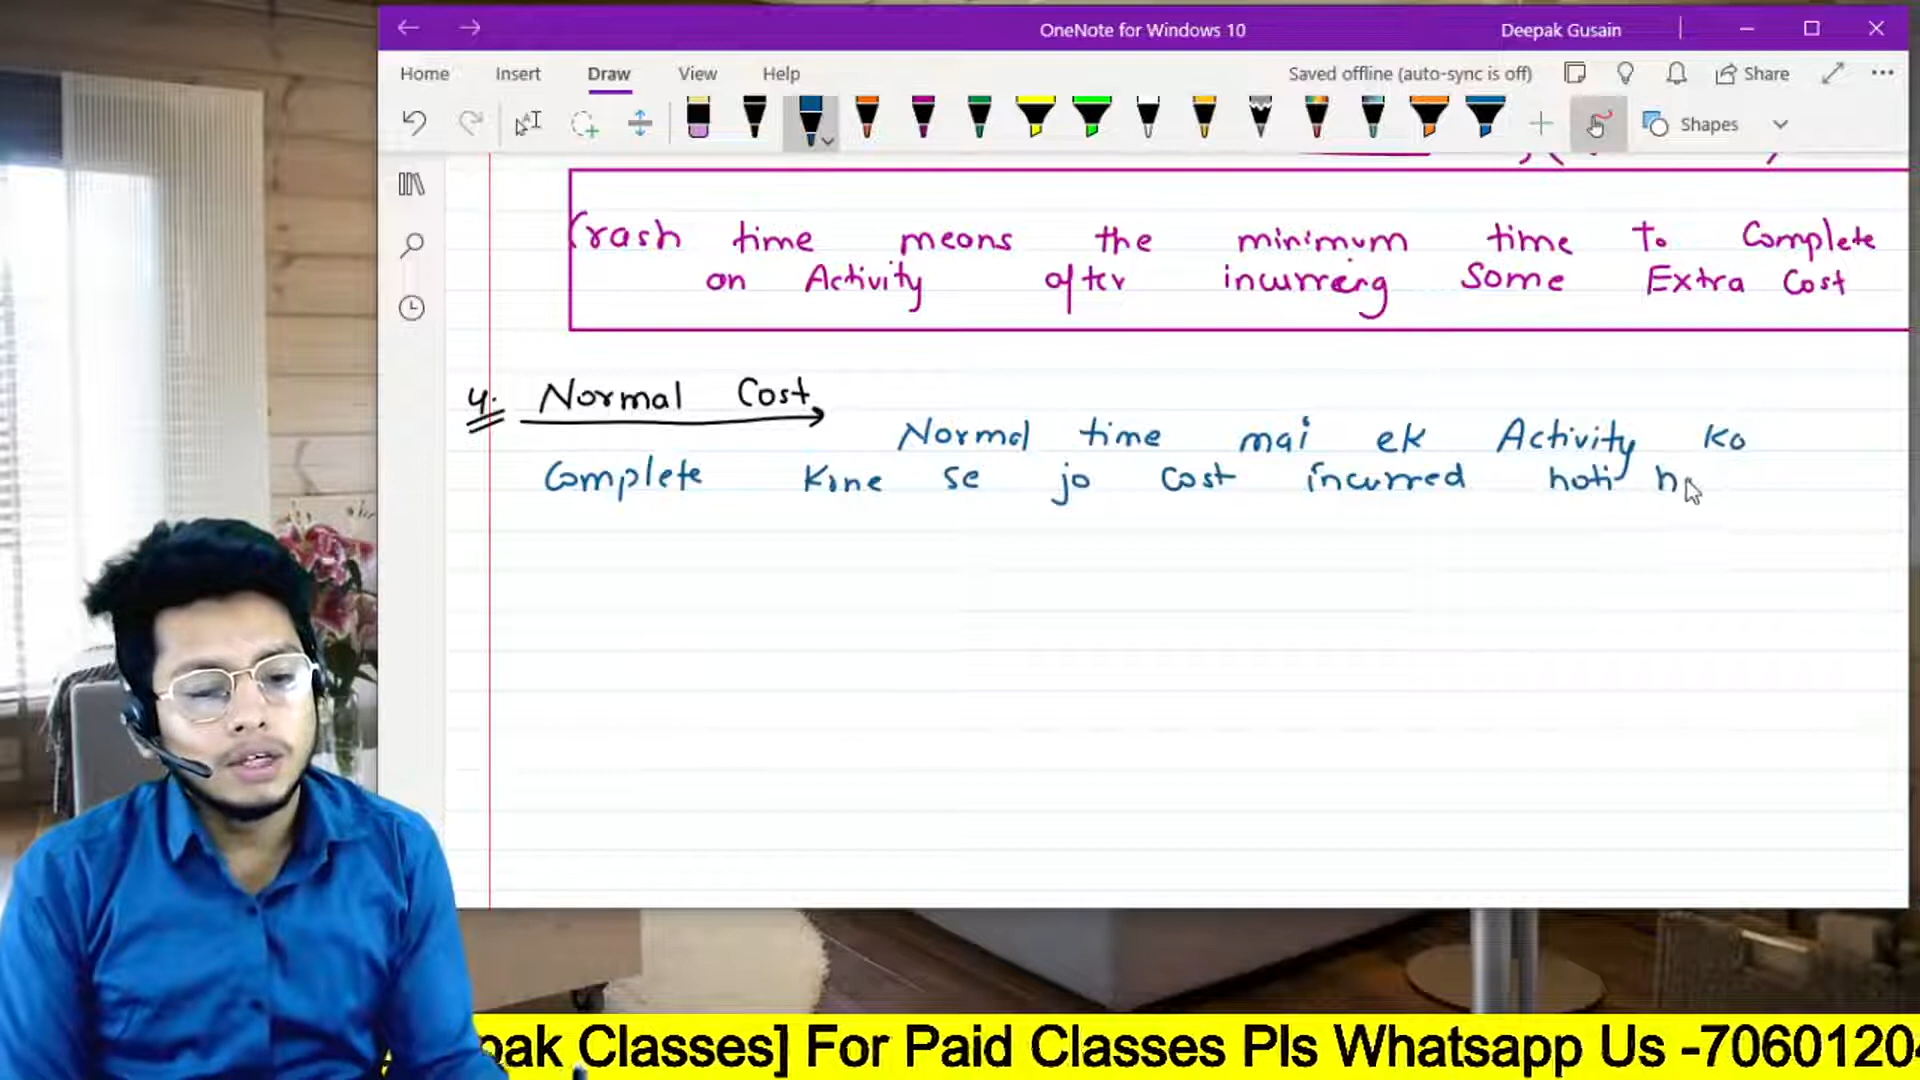 OneNote for Windows 10
Deepak Gusain
Home Insert Draw View Help
Saved offline (auto-sync is off) Share
Shapes
Crash time means the minimum time to Complete
an Activity after incurring Some Extra Cost
4. Normal Cost
Normal time mai ek Activity ko
Complete Krne se jo Cost incurred hoti h
pak Classes] For Paid Classes Pls Whatsapp Us -7060120